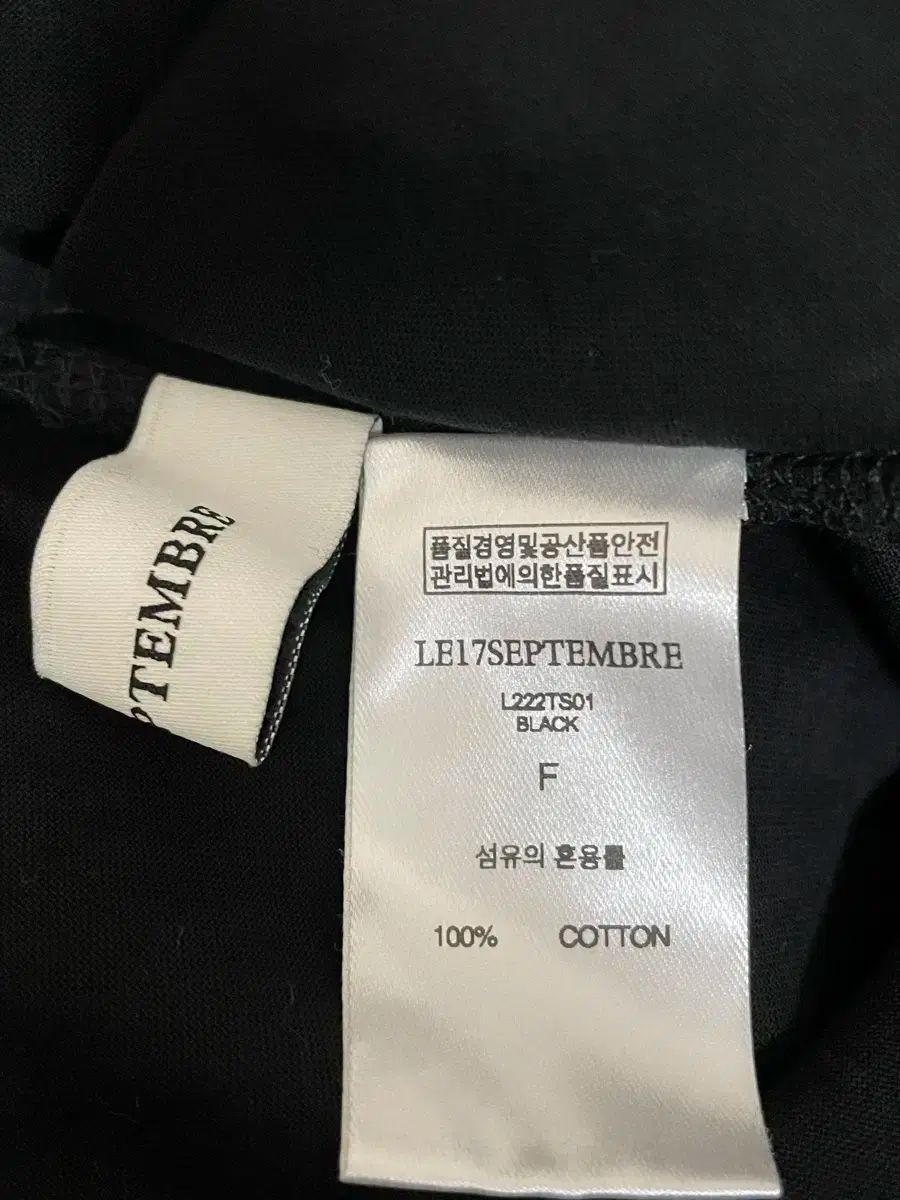 PTEMBRE
품질경영및공산품안전
관리법에의한품질표시
LE17SEPTEMBRE
L222TS01
BLACK
F
섬유의 혼용률
100% COTTON